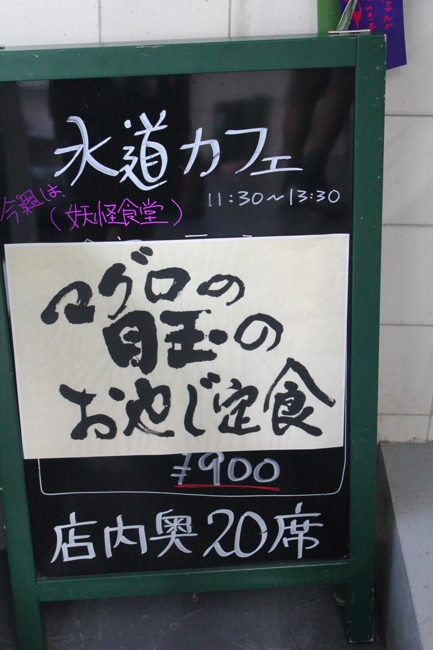 水道カフェ
今週は
(妖怪食堂)
11:30〜13:30
マグロの
目玉の
おやじ定食
¥900
店内奥20席